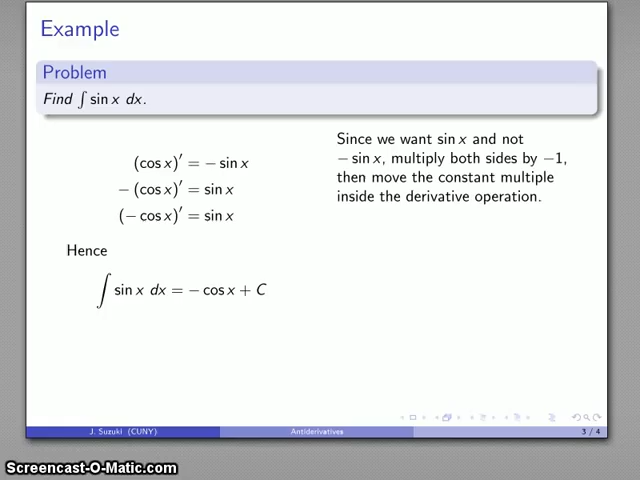 Example
Problem
Find ∫ sin x dx.
(cos x)′ = − sin x
− (cos x)′ = sin x
(− cos x)′ = sin x
Hence
∫ sin x dx = − cos x + C
Since we want sin x and not
− sin x, multiply both sides by −1,
then move the constant multiple
inside the derivative operation.
J. Suzuki (CUNY)
Antiderivatives
3 / 4
Screencast-O-Matic.com